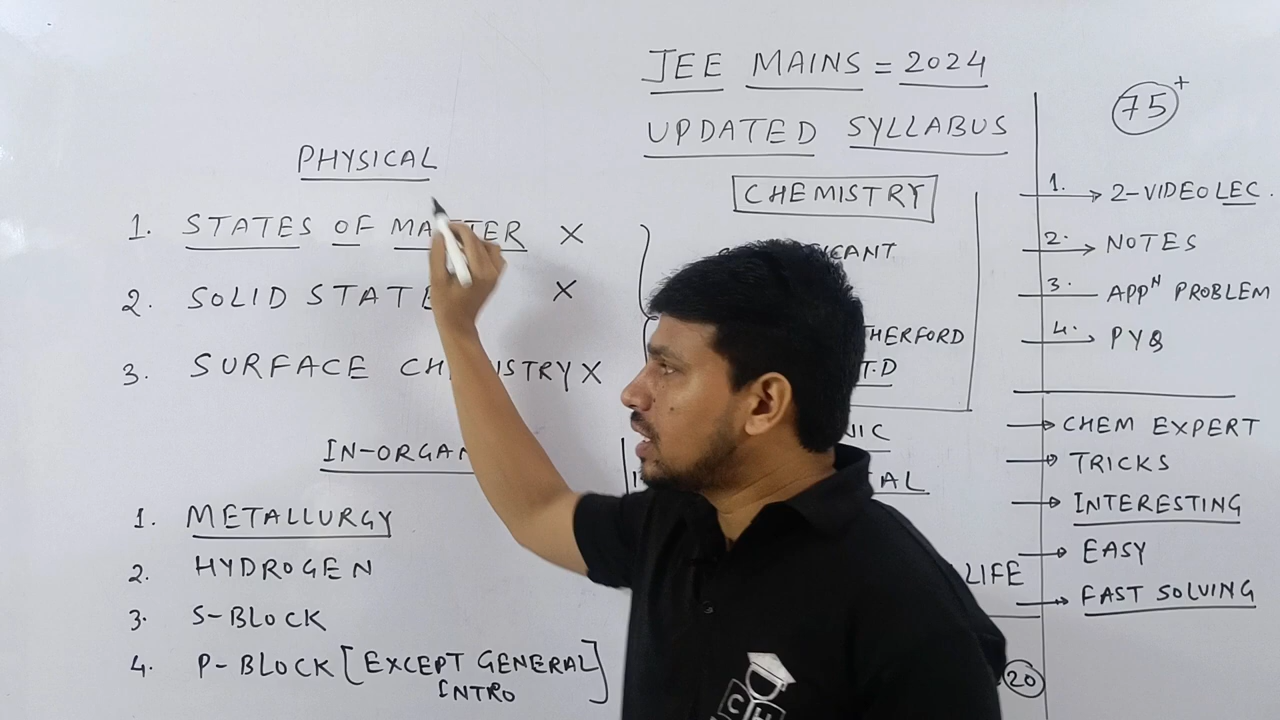 JEE MAINS = 2024
UPDATED SYLLABUS
CHEMISTRY
PHYSICAL
1. STATES OF MATTER X
2. SOLID STATE X
3. SURFACE CHEMISTRY X
IN-ORGAN
1. METALLURGY
2. HYDROGEN
3. S-BLOCK
4. P-BLOCK [EXCEPT GENERAL
INTRO]
LIFE
20
75+
1. 2-VIDEO LEC.
2. NOTES
3. APPN PROBLEM
4. PYQ
CHEM EXPERT
TRICKS
INTERESTING
EASY
FAST SOLVING